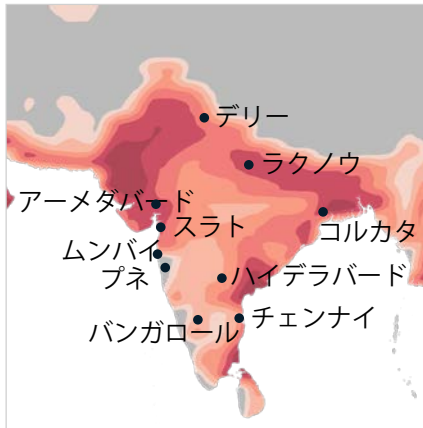 デリー
ラクノウ
アーメダバード
スラト
コルカタ
ムンバイ
プネ
ハイデラバード
チェンナイ
バンガロール